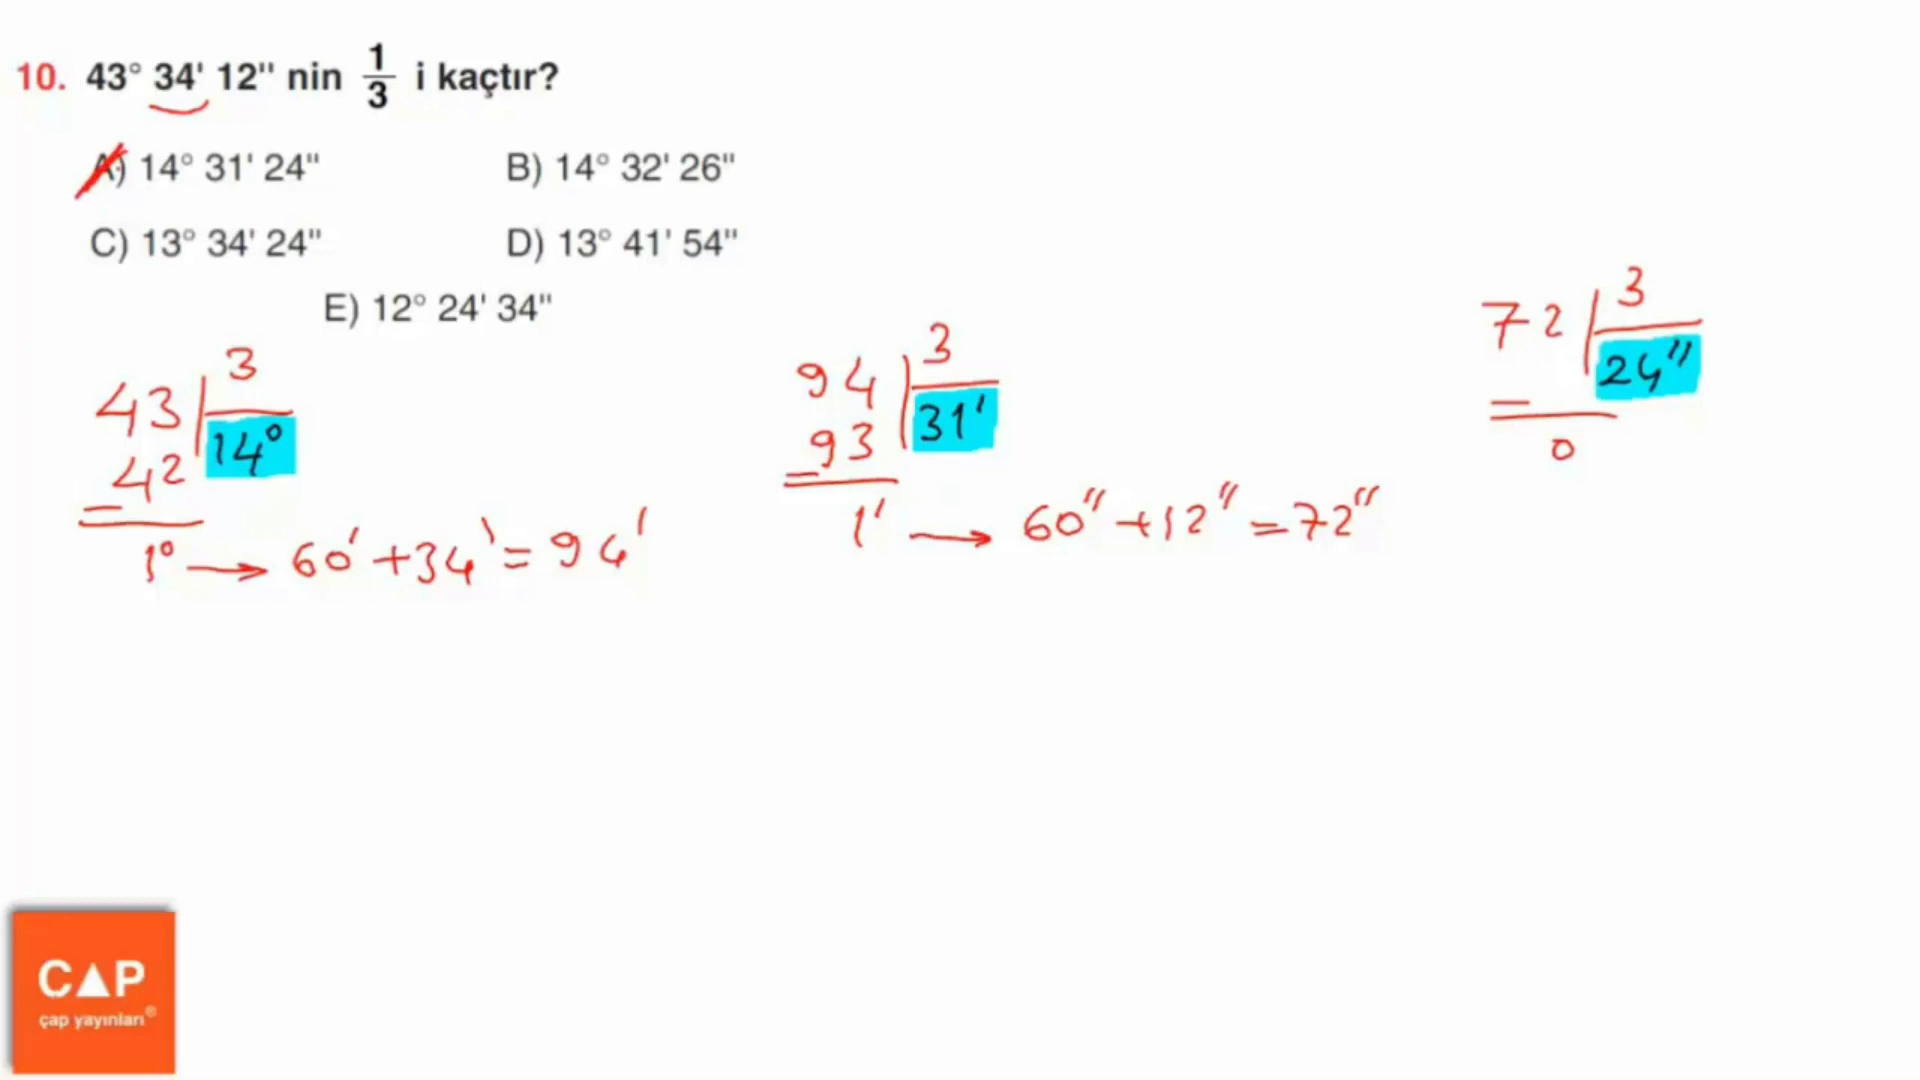 10. 43° 34' 12'' nin 1/3 i kaçtır?
A) 14° 31' 24"
B) 14° 32' 26"
C) 13° 34' 24"
D) 13° 41' 54"
E) 12° 24' 34"
43 | 3
14°
- 42
1° → 60' + 34' = 94'
94 | 3
31'
- 93
1' → 60'' + 12'' = 72''
72 | 3
24''
-
0
CAP
çap yayınları®